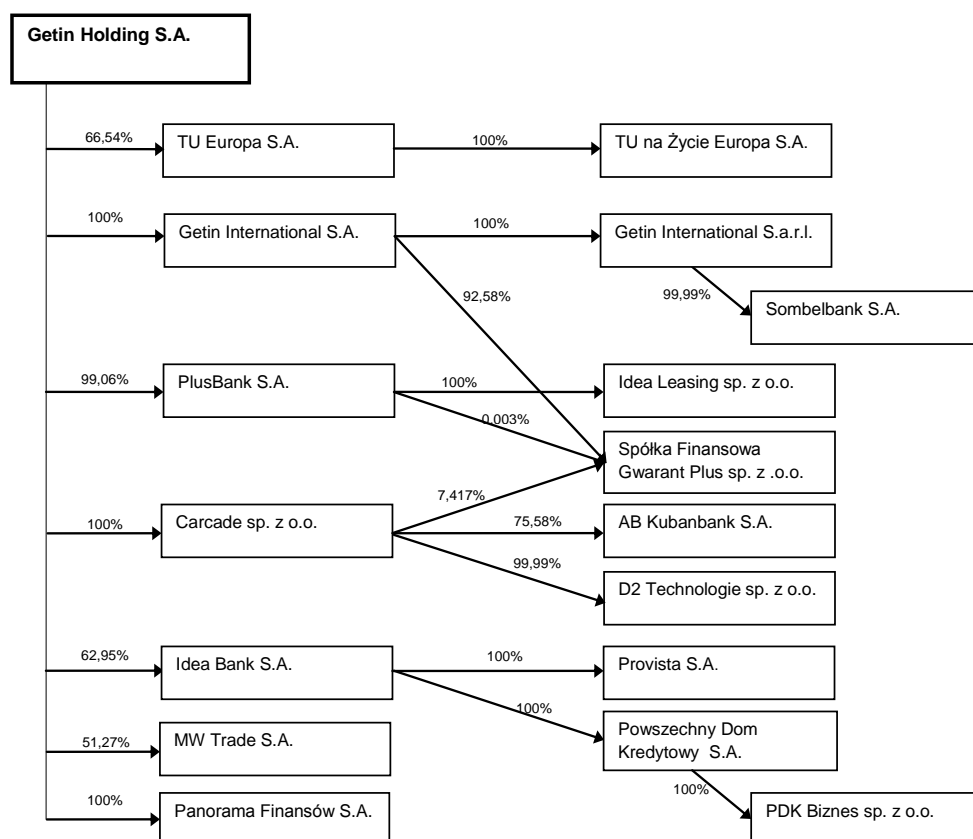 Getin Holding S.A.
66,54%
TU Europa S.A.
100%
TU na Życie Europa S.A.
100%
Getin International S.A.
100%
Getin International S.a.r.l.
92,58%
99,99%
Sombelbank S.A.
99,06%
PlusBank S.A.
100%
Idea Leasing sp. z o.o.
0,003%
Spółka Finansowa
Gwarant Plus sp. z .o.o.
7,417%
100%
Carcade sp. z o.o.
75,58%
AB Kubanbank S.A.
99,99%
D2 Technologie sp. z o.o.
62,95%
Idea Bank S.A.
100%
Provista S.A.
100%
Powszechny Dom
Kredytowy S.A.
51,27%
MW Trade S.A.
100%
PDK Biznes sp. z o.o.
100%
Panorama Finansów S.A.